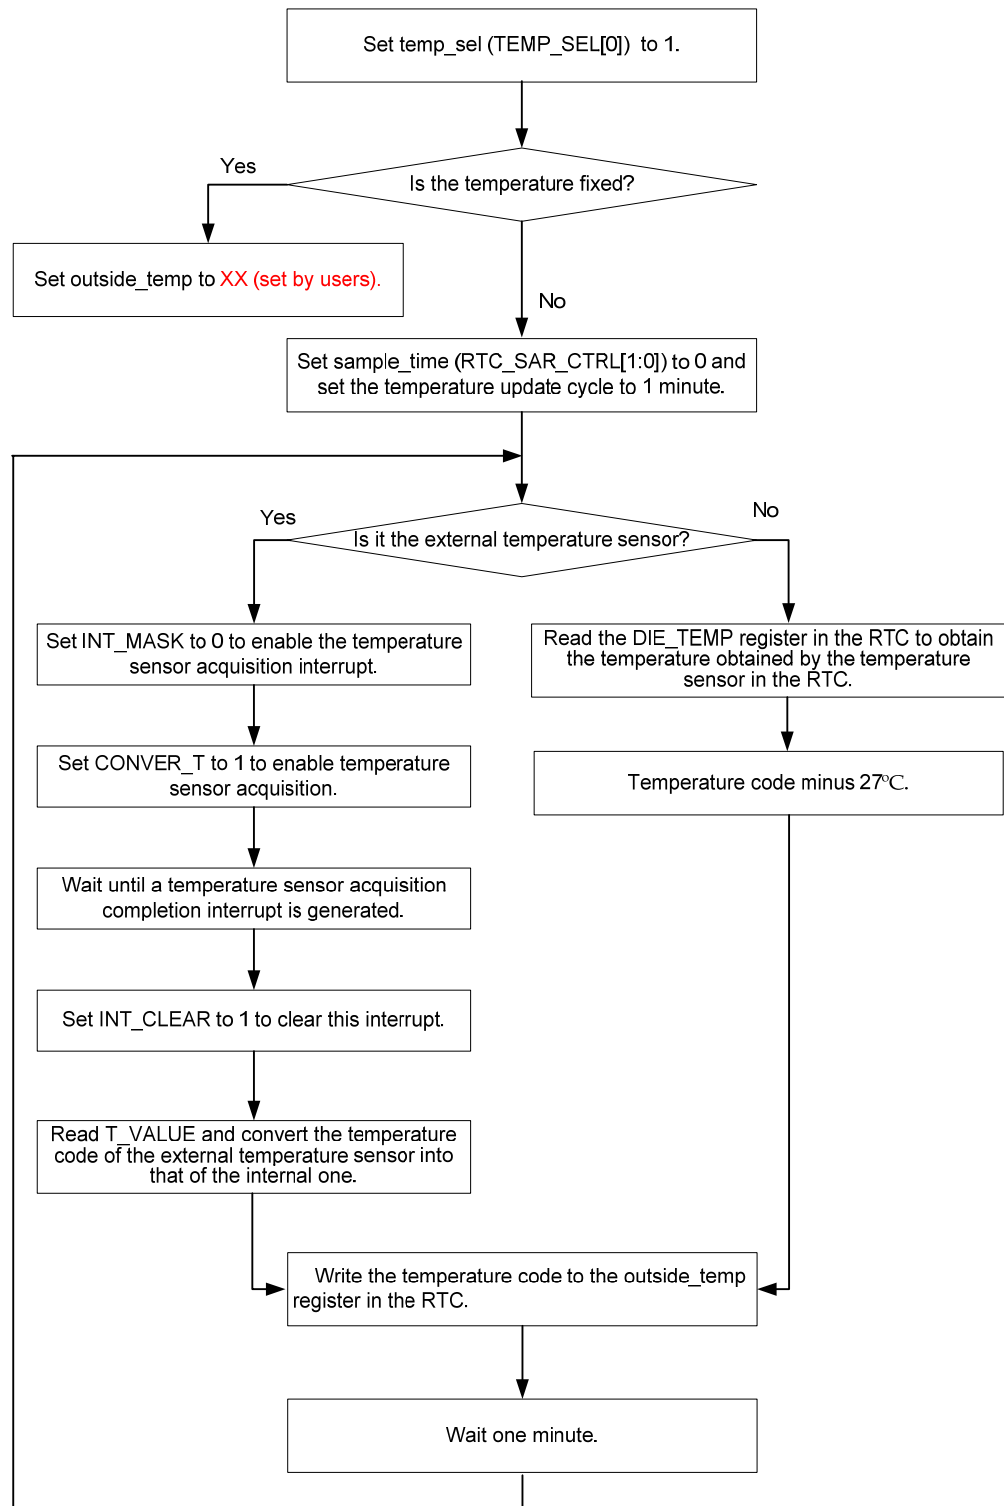 Set temp_sel (TEMP_SEL[0]) to 1.
Yes
Is the temperature fixed?
Set outside_temp to XX (set by users).
No
Set sample_time (RTC_SAR_CTRL[1:0]) to 0 and
set the temperature update cycle to 1 minute.
Yes
No
Is it the external temperature sensor?
Set INT_MASK to 0 to enable the temperature
sensor acquisition interrupt.
Read the DIE_TEMP register in the RTC to obtain
the temperature obtained by the temperature
sensor in the RTC.
Set CONVER_T to 1 to enable temperature
sensor acquisition.
Temperature code minus 27℃.
Wait until a temperature sensor acquisition
completion interrupt is generated.
Set INT_CLEAR to 1 to clear this interrupt.
Read T_VALUE and convert the temperature
code of the external temperature sensor into
that of the internal one.
Write the temperature code to the outside_temp
register in the RTC.
Wait one minute.